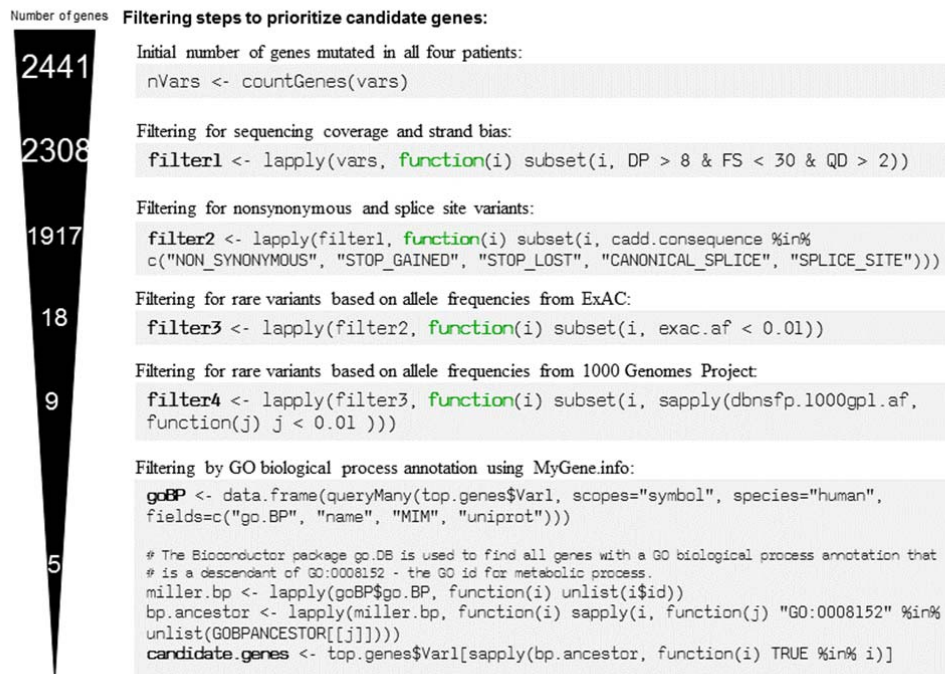 Number of genes Filtering steps to prioritize candidate genes:
2441
Initial number of genes mutated in all four patients:
nVars <- countGenes(vars)
2308
Filtering for sequencing coverage and strand bias:
filter1 <- lapply(vars, function(i) subset(i, DP > 8 & FS < 30 & QD > 2))
1917
Filtering for nonsynonymous and splice site variants:
filter2 <- lapply(filter1, function(i) subset(i, cadd.consequence %in%
c("NON_SYNONYMOUS", "STOP_GAINED", "STOP_LOST", "CANONICAL_SPLICE", "SPLICE_SITE")))
18
Filtering for rare variants based on allele frequencies from ExAC:
filter3 <- lapply(filter2, function(i) subset(i, exac.af < 0.01))
9
Filtering for rare variants based on allele frequencies from 1000 Genomes Project:
filter4 <- lapply(filter3, function(i) subset(i, sapply(dbnsfp.1000gp1.af,
function(j) j < 0.01 )))
5
Filtering by GO biological process annotation using MyGene.info:
goBP <- data.frame(queryMany(top.genes$Var1, scopes="symbol", species="human",
fields=c("go.BP", "name", "MIM", "uniprot")))
# The Bioconductor package go.DB is used to find all genes with a GO biological process annotation that
# is a descendant of GO:0008152 - the GO id for metabolic process.
miller.bp <- lapply(goBP$go.BP, function(i) unlist(i$id))
bp.ancestor <- lapply(miller.bp, function(i) sapply(i, function(j) "GO:0008152" %in%
unlist(GOBPANCESTOR[[j]])))
candidate.genes <- top.genes$Var1[sapply(bp.ancestor, function(i) TRUE %in% i)]